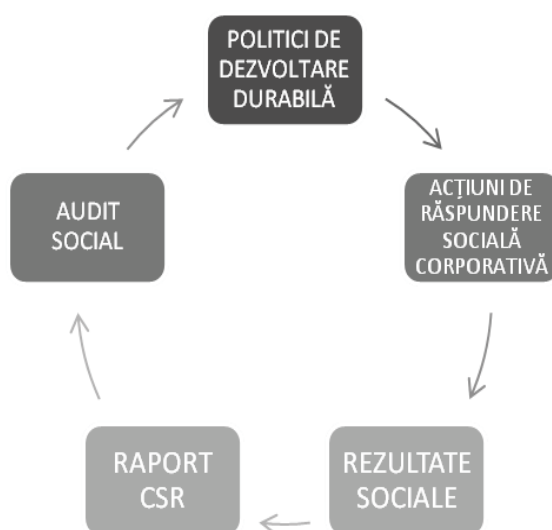 POLITICI DE
DEZVOLTARE
DURABILĂ
ACȚIUNI DE
RĂSPUNDERE
SOCIALĂ
CORPORATIVĂ
REZULTATE
SOCIALE
RAPORT
CSR
AUDIT
SOCIAL